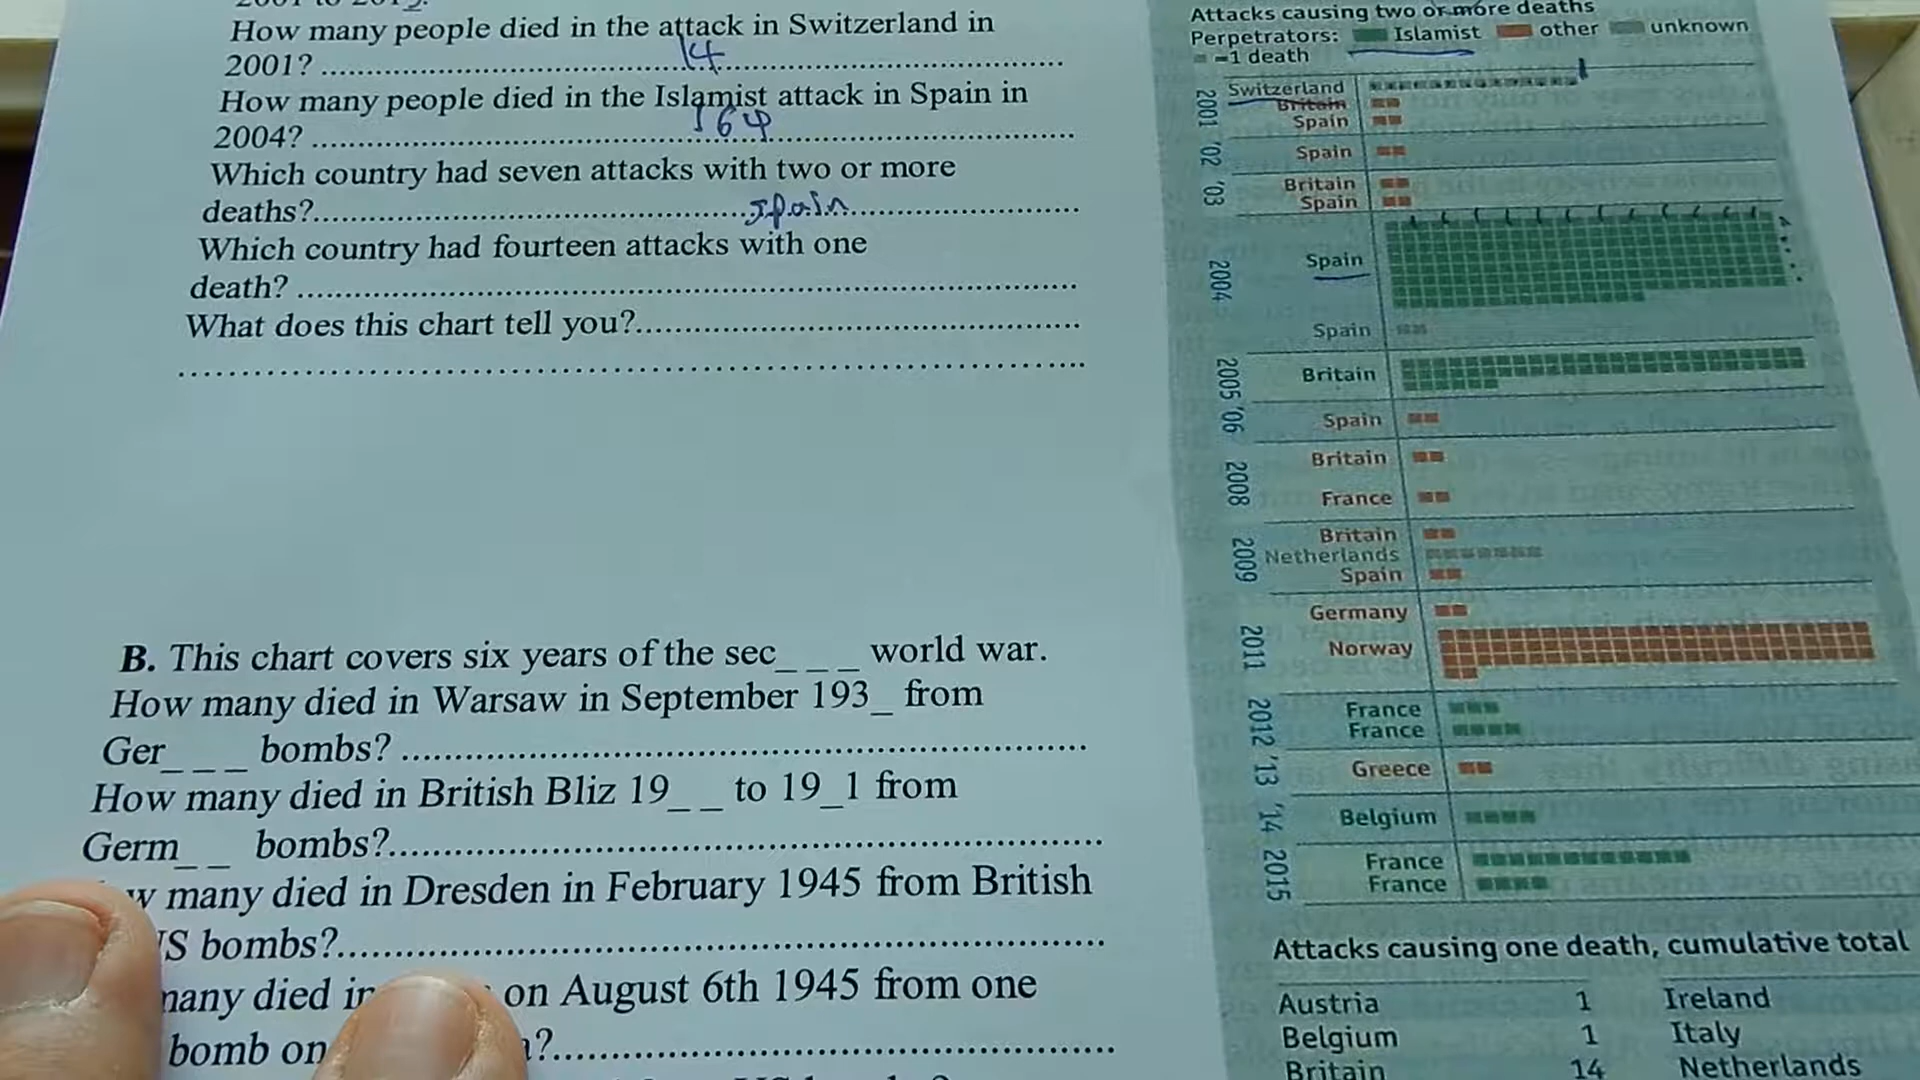 How many people died in the attack in Switzerland in
2001? .......... 14 ..........
How many people died in the Islamist attack in Spain in
2004? .......... 164 ..........
Which country had seven attacks with two or more
deaths?.......... Spain ..........
Which country had fourteen attacks with one
death? ..........
What does this chart tell you?..........
..........
B. This chart covers six years of the sec_ _ _ world war.
How many died in Warsaw in September 193_ from
Ger_ _ _ bombs? ..........
How many died in British Bliz 19_ _ to 19_1 from
Germ_ _ bombs?..........
many died in Dresden in February 1945 from British
bombs?..........
died on August 6th 1945 from one
bomb on ?..........
Attacks causing two or more deaths
Perpetrators: Islamist other unknown
=1 death
2001
Switzerland
Britain
Spain
'02
Spain
'03
Britain
Spain
2004
Spain
Spain
2005
Britain
'06
Spain
2008
Britain
France
2009
Britain
Netherlands
Spain
2011
Germany
Norway
2012
France
France
'13
Greece
'14
Belgium
2015
France
France
Attacks causing one death, cumulative total
Austria 1 Ireland
Belgium 1 Italy
Britain 14 Netherlands